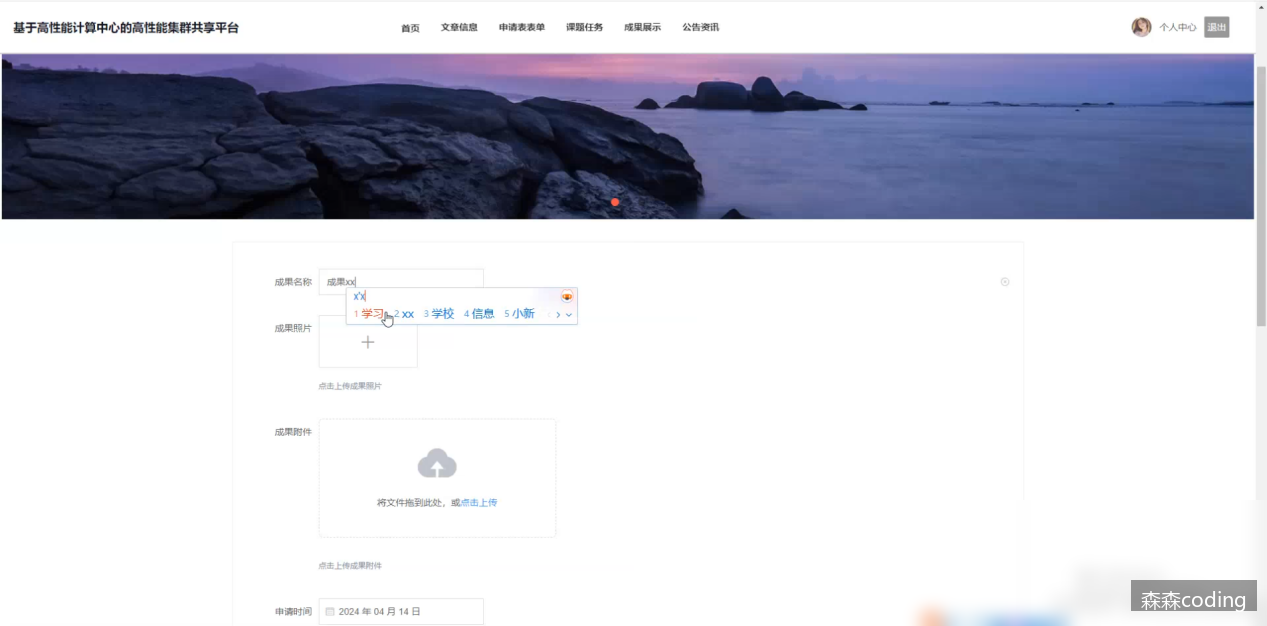 基于高性能计算中心的高性能集群共享平台
首页 文章信息 申请表表单 课题任务 成果展示 公告资讯
个人中心 退出
成果名称 成果xx
x'x
1 学习 2 xx 3 学校 4 信息 5 小新
成果照片
点击上传成果照片
成果附件
将文件拖到此处，或点击上传
点击上传成果附件
申请时间 2024 年 04 月 14 日
森森coding